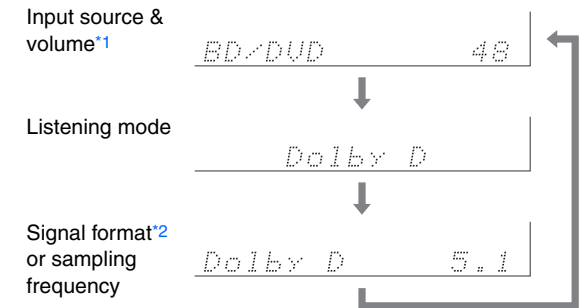 Input source &
volume*1
BD/DVD 48
Listening mode
Dolby D
Signal format*2
or sampling
frequency
Dolby D 5.1